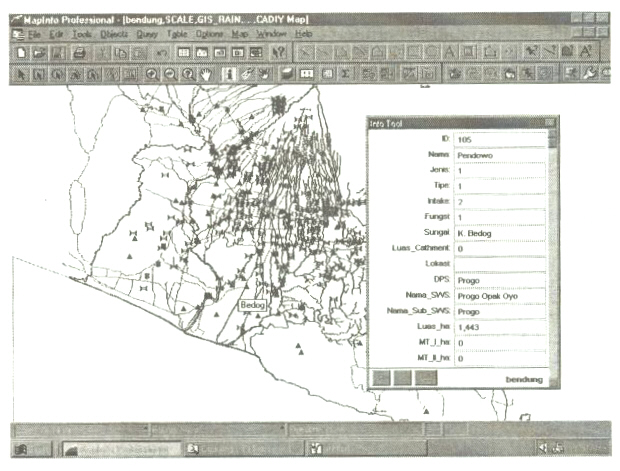 MapInfo Professional - [bendung,SCALE,GIS_RAIN. . .CADIY Map]
File Edit Tools Objects Query Table Options Map Window Help
Info Tool
ID: 105
Nama: Pendowo
Jenis: 1
Tipe: 1
Intake: 2
Fungsi: 1
Sungai: K. Bedog
Luas_Cathment: 0
Lokasi:
DPS: Progo
Nama_SWS: Progo Opak Oyo
Nama_Sub_SWS: Progo
Luas_ha: 1,443
MT_I_ha: 0
MT_II_ha: 0
bendung
Bedog